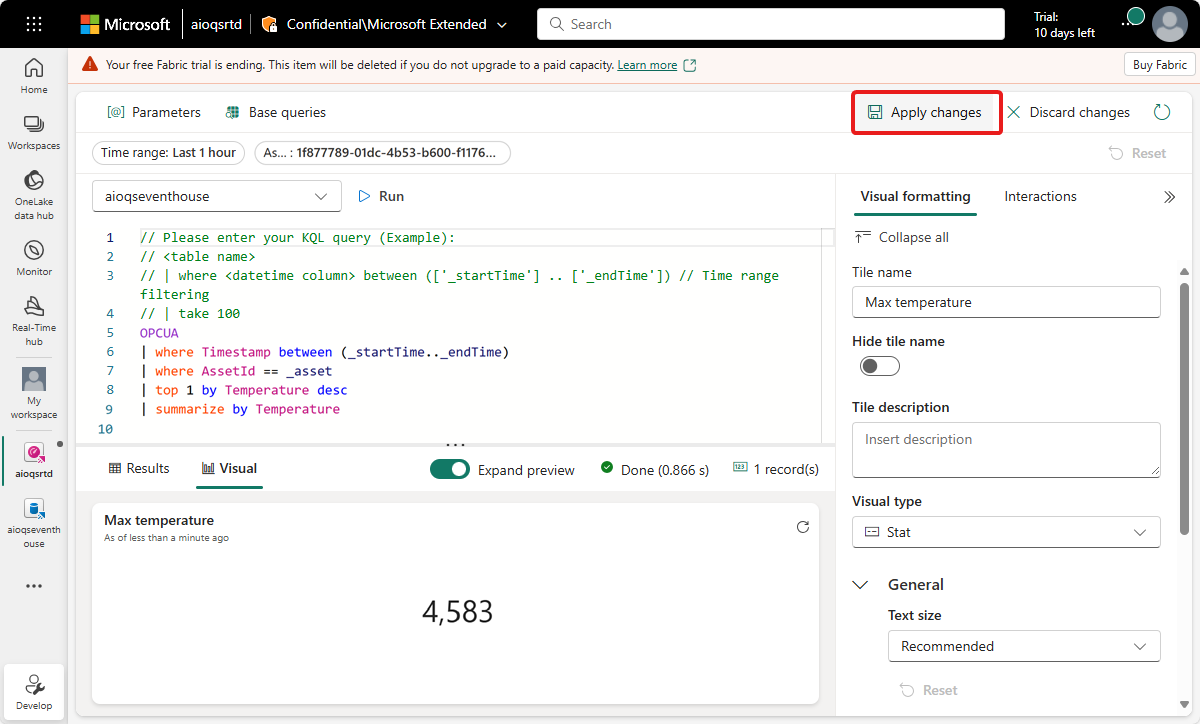 Microsoft
aioqsrtd
Confidential\Microsoft Extended
Search
Trial:
10 days left
Your free Fabric trial is ending. This item will be deleted if you do not upgrade to a paid capacity. Learn more
Buy Fabric
Home
Workspaces
OneLake
data hub
Monitor
Real-Time
hub
My
workspace
aioqsrtd
aioqseventh
ouse
Develop
[@] Parameters
Base queries
Apply changes
Discard changes
Time range: Last 1 hour
As... : 1f877789-01dc-4b53-b600-f1176...
Reset
aioqseventhouse
Run
1 // Please enter your KQL query (Example):
2 // <table name>
3 // | where <datetime column> between (['_startTime'] .. ['_endTime']) // Time range
filtering
4 // | take 100
5 OPCUA
6 | where Timestamp between (_startTime.._endTime)
7 | where AssetId == _asset
8 | top 1 by Temperature desc
9 | summarize by Temperature
10
Results
Visual
Expand preview
Done (0.866 s)
123
1 record(s)
Max temperature
As of less than a minute ago
4,583
Visual formatting
Interactions
Collapse all
Tile name
Max temperature
Hide tile name
Tile description
Insert description
Visual type
Stat
General
Text size
Recommended
Reset